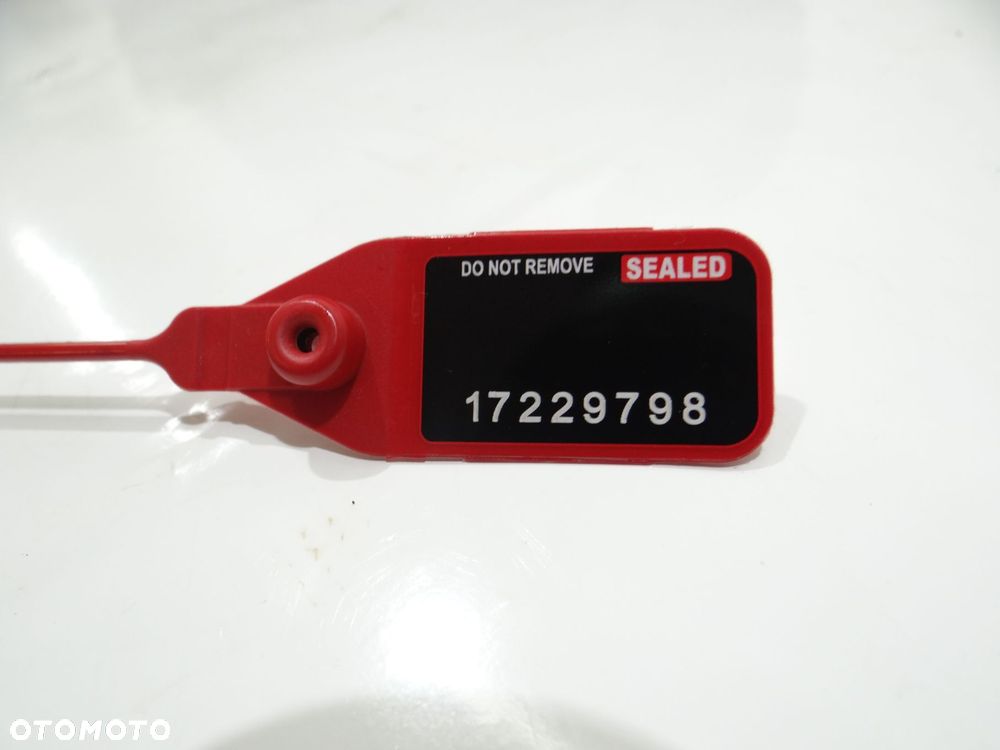 DO NOT REMOVE SEALED
17229798
OTOMOTO